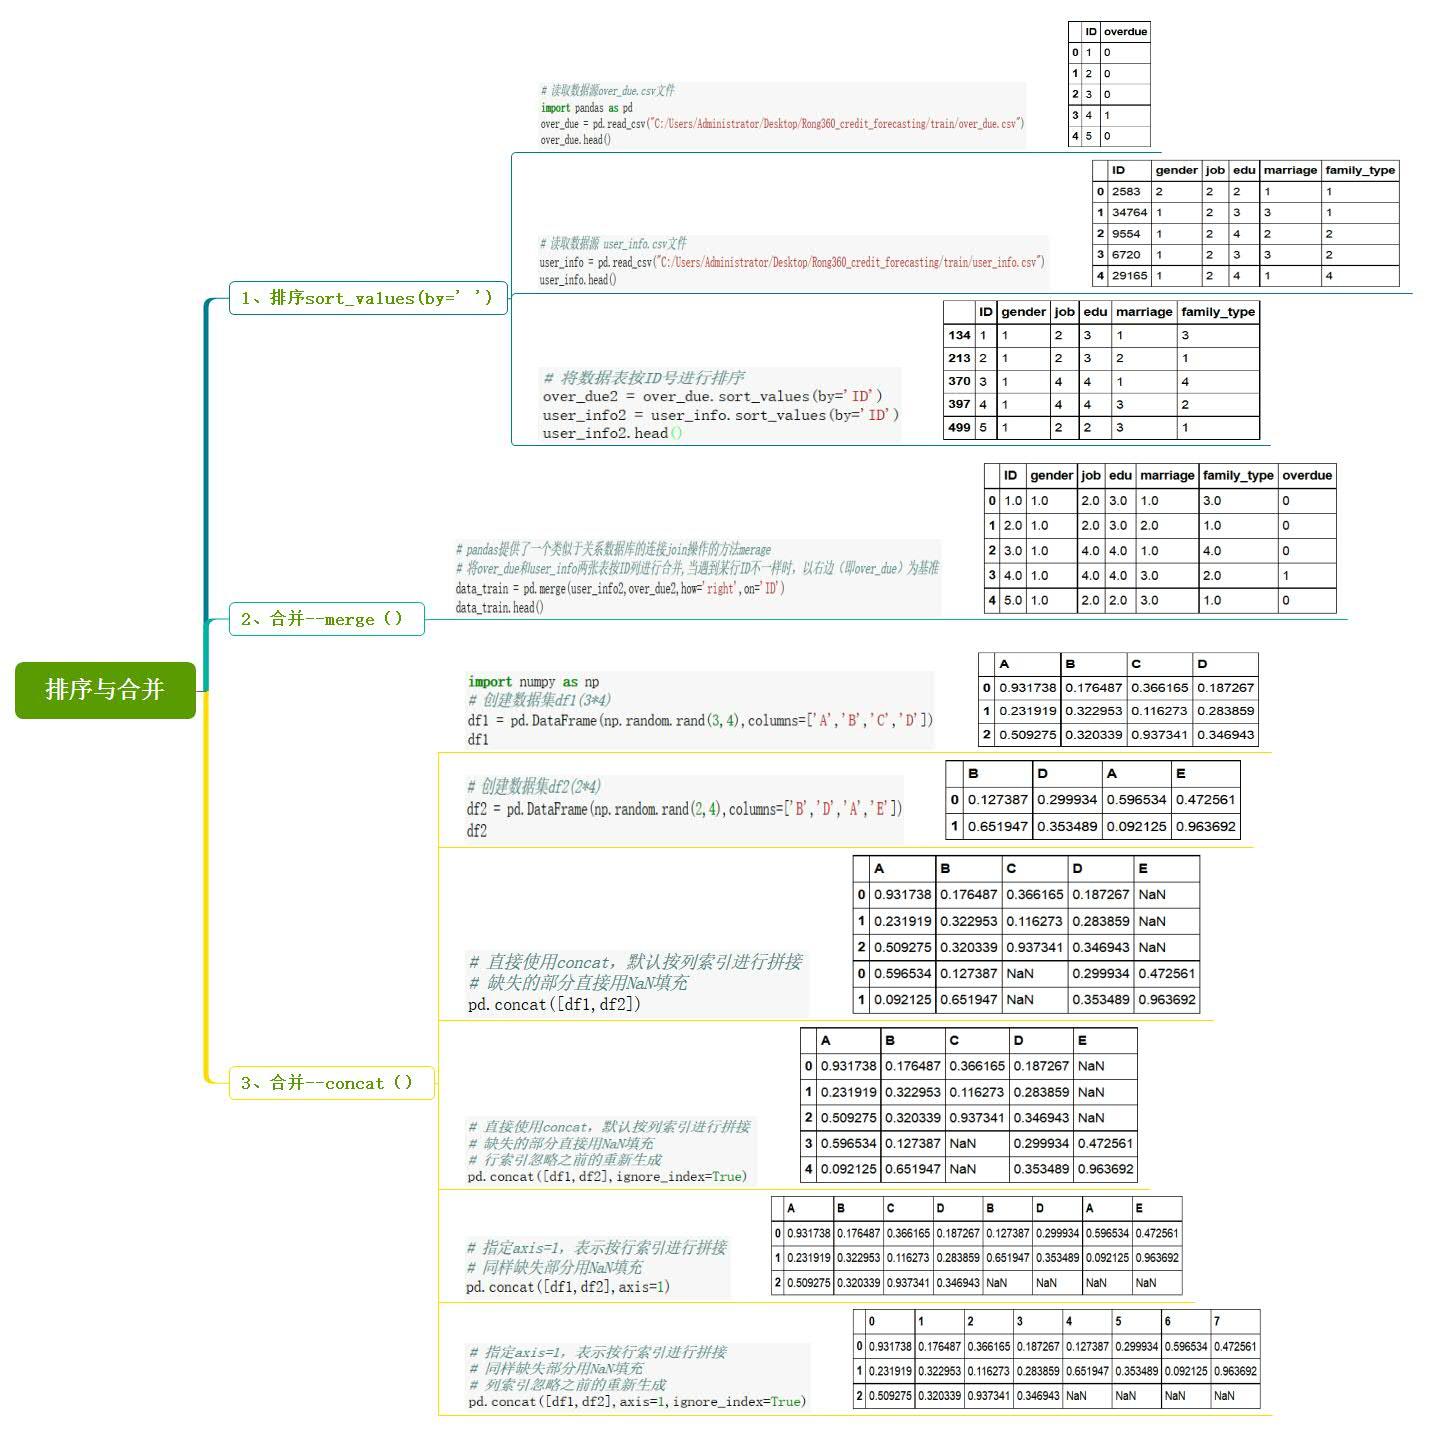 排序与合并
1、排序sort_values(by=' ')
# 读取数据源over_due.csv文件
import pandas as pd
over_due = pd.read_csv("C:/Users/Administrator/Desktop/Rong360_credit_forecasting/train/over_due.csv")
over_due.head()
ID overdue
0 1 0
1 2 0
2 3 0
3 4 1
4 5 0
# 读取数据源 user_info.csv文件
user_info = pd.read_csv("C:/Users/Administrator/Desktop/Rong360_credit_forecasting/train/user_info.csv")
user_info.head()
ID gender job edu marriage family_type
0 2583 2 2 2 1 1
1 34764 1 2 3 3 1
2 9554 1 2 4 2 2
3 6720 1 2 3 3 2
4 29165 1 2 4 1 4
# 将数据表按ID号进行排序
over_due2 = over_due.sort_values(by='ID')
user_info2 = user_info.sort_values(by='ID')
user_info2.head()
ID gender job edu marriage family_type
134 1 1 2 3 1 3
213 2 1 2 3 2 1
370 3 1 4 4 1 4
397 4 1 4 4 3 2
499 5 1 2 2 3 1
2、合并--merge（）
# pandas提供了一个类似于关系数据库的连接join操作的方法merage
# 将over_due和user_info两张表按ID列进行合并,当遇到某行ID不一样时，以右边（即over_due）为基准
data_train = pd.merge(user_info2,over_due2,how='right',on='ID')
data_train.head()
ID gender job edu marriage family_type overdue
0 1.0 1.0 2.0 3.0 1.0 3.0 0
1 2.0 1.0 2.0 3.0 2.0 1.0 0
2 3.0 1.0 4.0 4.0 1.0 4.0 0
3 4.0 1.0 4.0 4.0 3.0 2.0 1
4 5.0 1.0 2.0 2.0 3.0 1.0 0
3、合并--concat（）
import numpy as np
# 创建数据集df1(3*4)
df1 = pd.DataFrame(np.random.rand(3,4),columns=['A','B','C','D'])
df1
A B C D
0 0.931738 0.176487 0.366165 0.187267
1 0.231919 0.322953 0.116273 0.283859
2 0.509275 0.320339 0.937341 0.346943
# 创建数据集df2(2*4)
df2 = pd.DataFrame(np.random.rand(2,4),columns=['B','D','A','E'])
df2
B D A E
0 0.127387 0.299934 0.596534 0.472561
1 0.651947 0.353489 0.092125 0.963692
# 直接使用concat，默认按列索引进行拼接
# 缺失的部分直接用NaN填充
pd.concat([df1,df2])
A B C D E
0 0.931738 0.176487 0.366165 0.187267 NaN
1 0.231919 0.322953 0.116273 0.283859 NaN
2 0.509275 0.320339 0.937341 0.346943 NaN
0 0.596534 0.127387 NaN 0.299934 0.472561
1 0.092125 0.651947 NaN 0.353489 0.963692
# 直接使用concat，默认按列索引进行拼接
# 缺失的部分直接用NaN填充
# 行索引忽略之前的重新生成
pd.concat([df1,df2],ignore_index=True)
A B C D E
0 0.931738 0.176487 0.366165 0.187267 NaN
1 0.231919 0.322953 0.116273 0.283859 NaN
2 0.509275 0.320339 0.937341 0.346943 NaN
3 0.596534 0.127387 NaN 0.299934 0.472561
4 0.092125 0.651947 NaN 0.353489 0.963692
# 指定axis=1，表示按行索引进行拼接
# 同样缺失部分用NaN填充
pd.concat([df1,df2],axis=1)
A B C D B D A E
0 0.931738 0.176487 0.366165 0.187267 0.127387 0.299934 0.596534 0.472561
1 0.231919 0.322953 0.116273 0.283859 0.651947 0.353489 0.092125 0.963692
2 0.509275 0.320339 0.937341 0.346943 NaN NaN NaN NaN
# 指定axis=1，表示按行索引进行拼接
# 同样缺失部分用NaN填充
# 列索引忽略之前的重新生成
pd.concat([df1,df2],axis=1,ignore_index=True)
0 1 2 3 4 5 6 7
0 0.931738 0.176487 0.366165 0.187267 0.127387 0.299934 0.596534 0.472561
1 0.231919 0.322953 0.116273 0.283859 0.651947 0.353489 0.092125 0.963692
2 0.509275 0.320339 0.937341 0.346943 NaN NaN NaN NaN